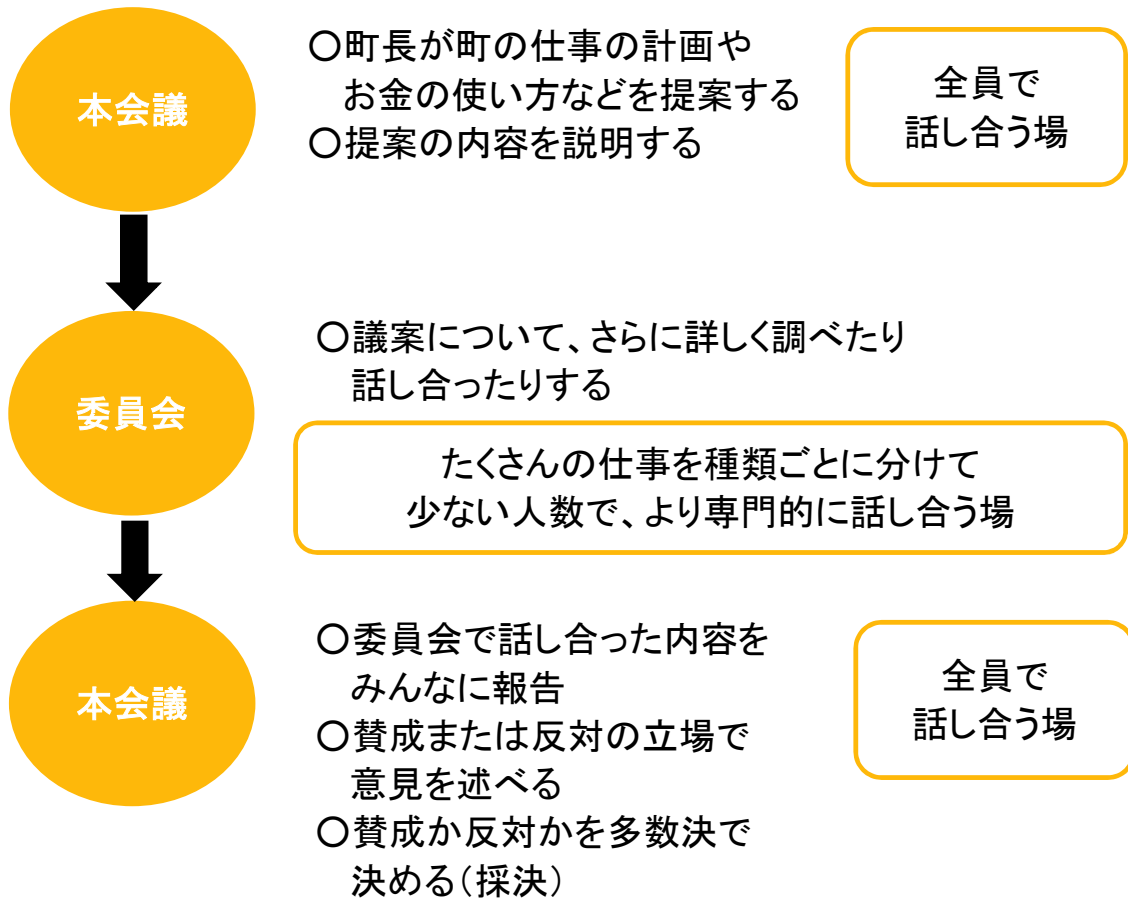 本会議
〇町長が町の仕事の計画や
お金の使い方などを提案する
〇提案の内容を説明する
全員で
話し合う場
委員会
〇議案について、さらに詳しく調べたり
話し合ったりする
たくさんの仕事を種類ごとに分けて
少ない人数で、より専門的に話し合う場
本会議
〇委員会で話し合った内容を
みんなに報告
〇賛成または反対の立場で
意見を述べる
〇賛成か反対かを多数決で
決める(採決)
全員で
話し合う場